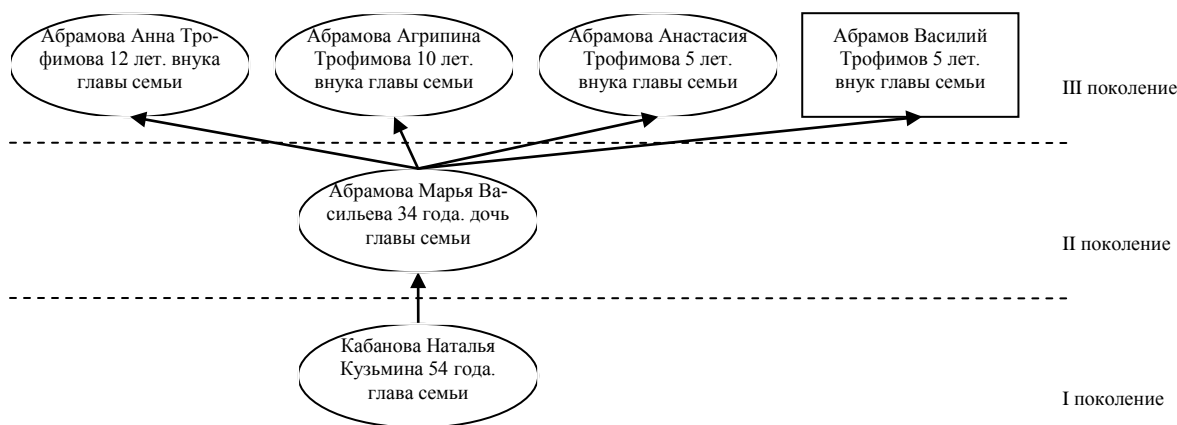 Абрамова Анна Тро-
фимова 12 лет. внука
главы семьи
Абрамова Агрипина
Трофимова 10 лет.
внука главы семьи
Абрамова Анастасия
Трофимова 5 лет.
внука главы семьи
Абрамов Василий
Трофимов 5 лет.
внук главы семьи
III поколение
Абрамова Марья Ва-
сильева 34 года. дочь
главы семьи
II поколение
Кабанова Наталья
Кузьмина 54 года.
глава семьи
I поколение